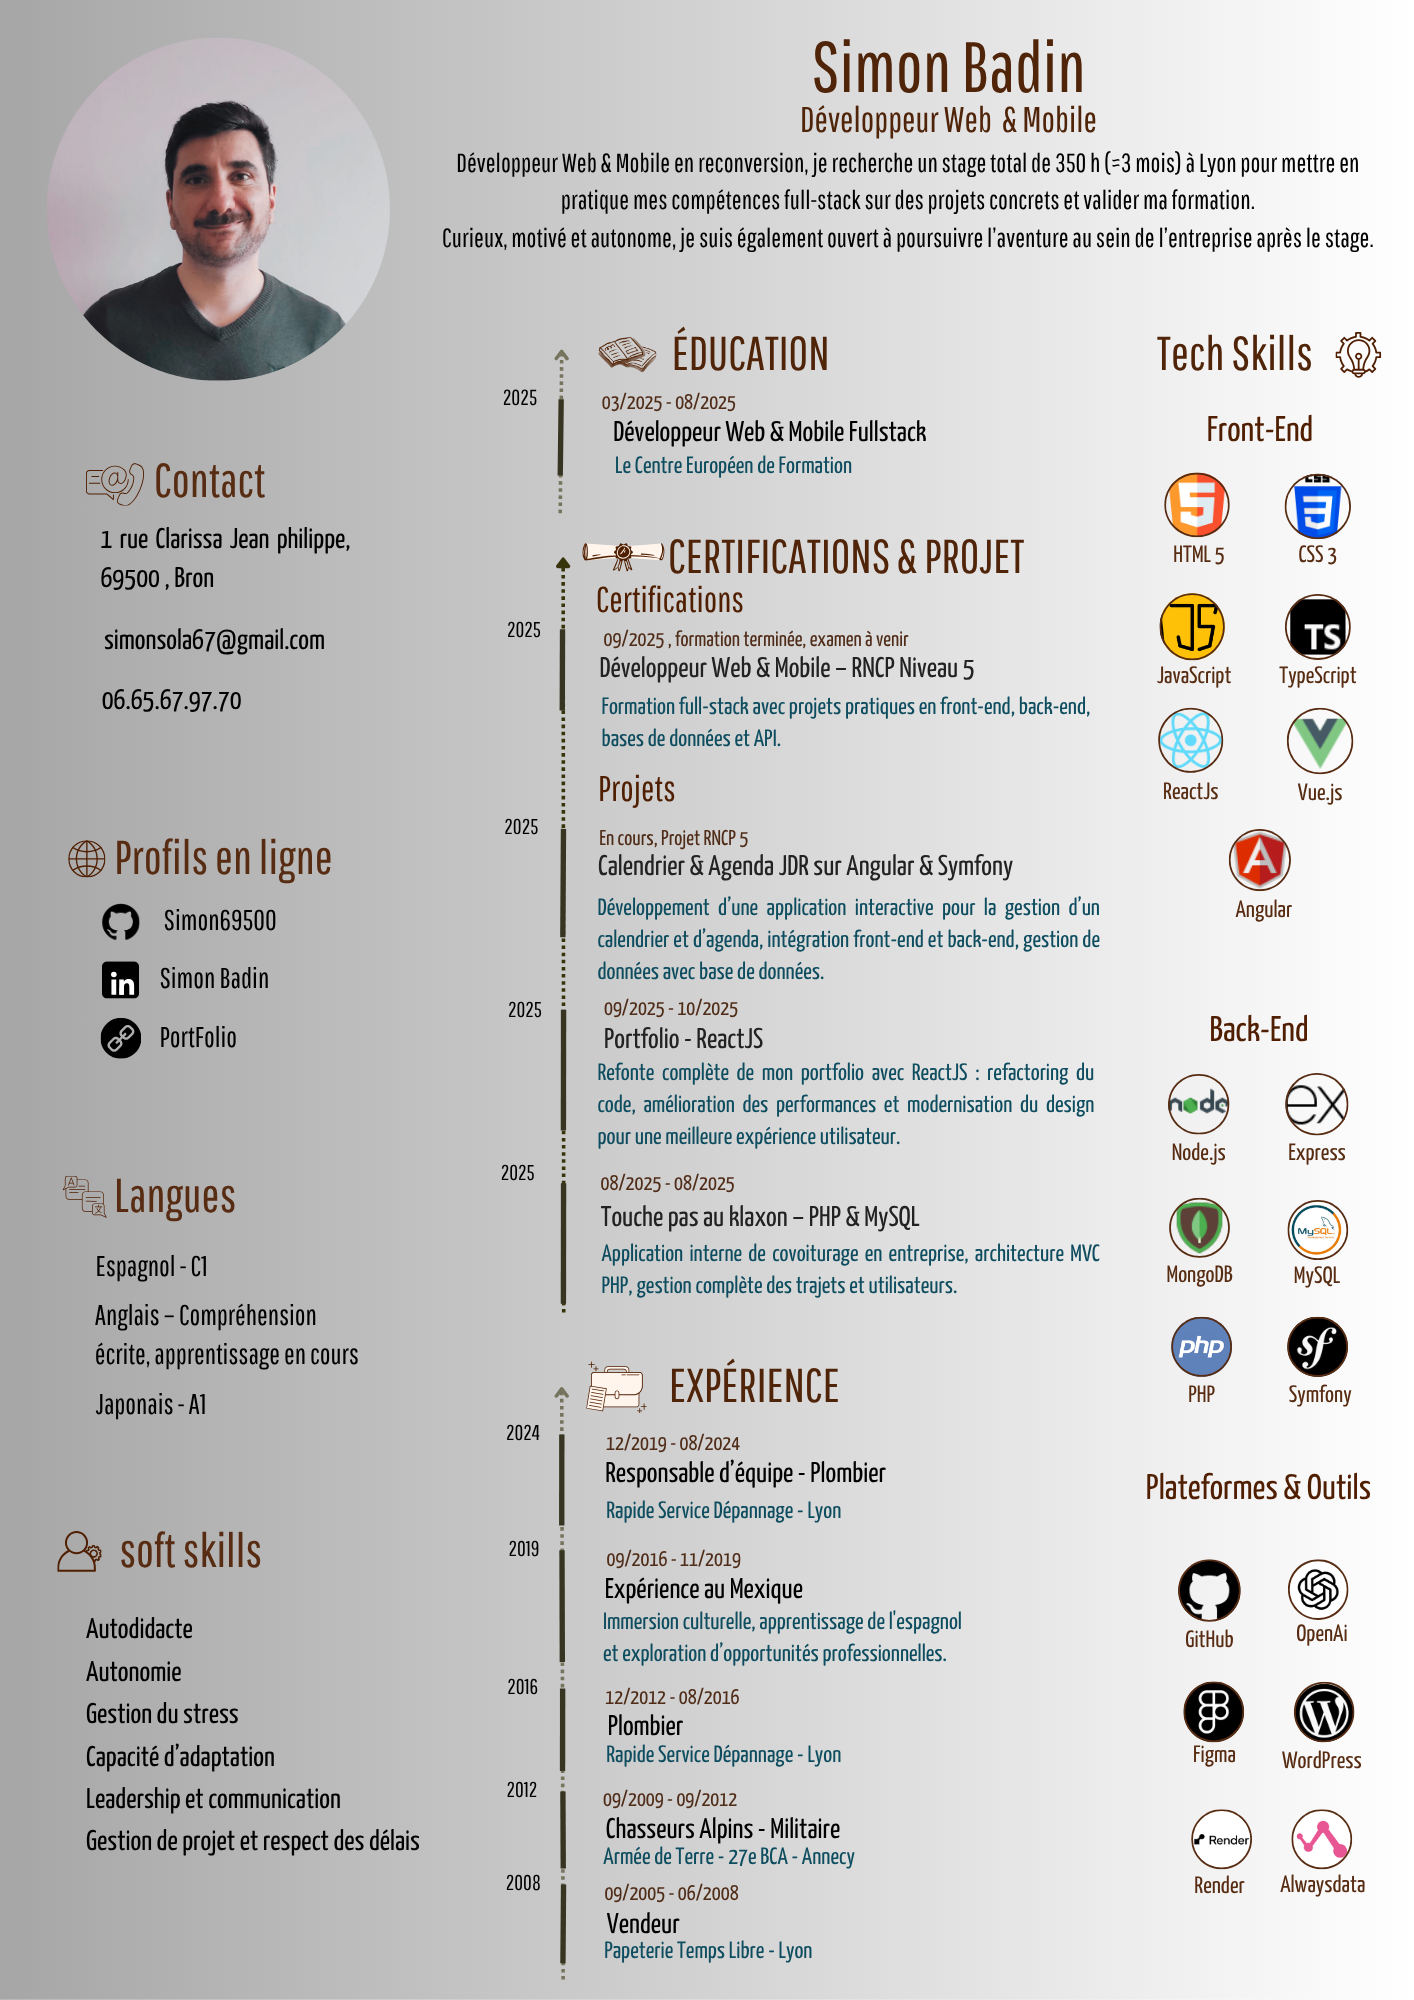 Simon Badin
Développeur Web & Mobile
Développeur Web & Mobile en reconversion, je recherche un stage total de 350 h (=3 mois) à Lyon pour mettre en
pratique mes compétences full-stack sur des projets concrets et valider ma formation.
Curieux, motivé et autonome, je suis également ouvert à poursuivre l’aventure au sein de l’entreprise après le stage.
Contact
1 rue Clarissa Jean philippe,
69500 , Bron
simonsola67@gmail.com
06.65.67.97.70
Profils en ligne
Simon69500
in
Simon Badin
PortFolio
Langues
Espagnol - C1
Anglais – Compréhension
écrite, apprentissage en cours
Japonais - A1
soft skills
Autodidacte
Autonomie
Gestion du stress
Capacité d’adaptation
Leadership et communication
Gestion de projet et respect des délais
ÉDUCATION
2025
03/2025 - 08/2025
Développeur Web & Mobile Fullstack
Le Centre Européen de Formation
CERTIFICATIONS & PROJET
Certifications
2025
09/2025 , formation terminée, examen à venir
Développeur Web & Mobile – RNCP Niveau 5
Formation full-stack avec projets pratiques en front-end, back-end,
bases de données et API.
Projets
2025
En cours, Projet RNCP 5
Calendrier & Agenda JDR sur Angular & Symfony
Développement d’une application interactive pour la gestion d’un
calendrier et d’agenda, intégration front-end et back-end, gestion de
données avec base de données.
2025
09/2025 - 10/2025
Portfolio - ReactJS
Refonte complète de mon portfolio avec ReactJS : refactoring du
code, amélioration des performances et modernisation du design
pour une meilleure expérience utilisateur.
2025
08/2025 - 08/2025
Touche pas au klaxon – PHP & MySQL
Application interne de covoiturage en entreprise, architecture MVC
PHP, gestion complète des trajets et utilisateurs.
EXPÉRIENCE
2024
12/2019 - 08/2024
Responsable d’équipe - Plombier
Rapide Service Dépannage - Lyon
2019
09/2016 - 11/2019
Expérience au Mexique
Immersion culturelle, apprentissage de l'espagnol
et exploration d’opportunités professionnelles.
2016
12/2012 - 08/2016
Plombier
Rapide Service Dépannage - Lyon
2012
09/2009 - 09/2012
Chasseurs Alpins - Militaire
Armée de Terre - 27e BCA - Annecy
2008
09/2005 - 06/2008
Vendeur
Papeterie Temps Libre - Lyon
Tech Skills
Front-End
5 CSS 3
HTML 5 CSS 3
JS TS
JavaScript TypeScript
ReactJs Vue.js
A
Angular
Back-End
node ex
Node.js Express
MySQL
MongoDB MySQL
php sf
PHP Symfony
Plateformes & Outils
GitHub OpenAi
W
Figma WordPress
Render
Render Alwaysdata